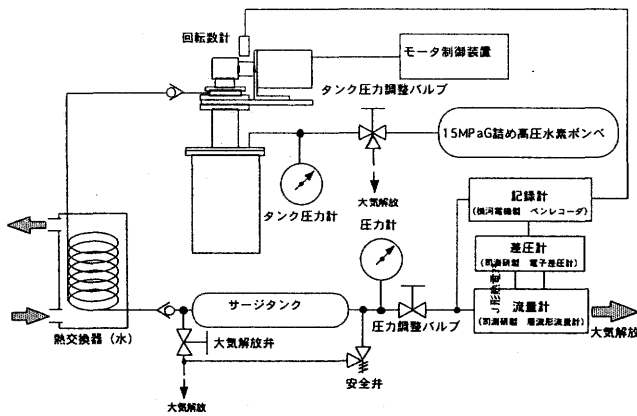 回転数計
モータ制御装置
タンク圧力調整バルブ
15MPaG詰め高圧水素ボンベ
大気解放
タンク圧力計
記録計
(横河電機製 ペンレコーダ)
圧力計
差圧計
(司測研製 電子差圧計)
J形熱電対
サージタンク
圧力調整バルブ
流量計
(司測研製 層流形流量計)
大気解放
熱交換器(水)
大気解放弁
安全弁
大気解放